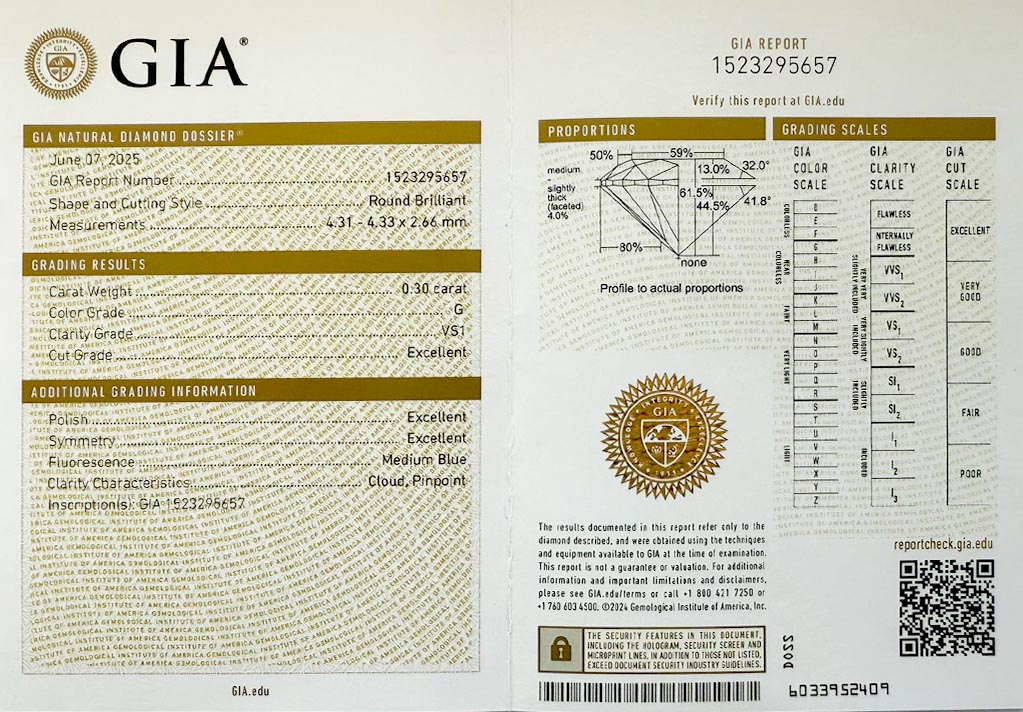 GIA®
GIA NATURAL DIAMOND DOSSIER®
June 07, 2025
GIA Report Number 1523295657
Shape and Cutting Style Round Brilliant
Measurements 4.31 - 4.33 x 2.66 mm
GRADING RESULTS
Carat Weight 0.30 carat
Color Grade G
Clarity Grade VS1
Cut Grade Excellent
ADDITIONAL GRADING INFORMATION
Polish Excellent
Symmetry Excellent
Fluorescence Medium Blue
Clarity Characteristics Cloud, Pinpoint
Inscription(s): GIA 1523295657
GIA.edu
GIA REPORT
1523295657
Verify this report at GIA.edu
PROPORTIONS
50%
59%
13.0%
32.0°
medium
-
slightly
thick
(faceted)
4.0%
61.5%
44.5%
41.8°
80%
none
Profile to actual proportions
INTEGRITY
GIA
KNOWLEDGE
1931
The results documented in this report refer only to the
diamond described, and were obtained using the techniques
and equipment available to GIA at the time of examination.
This report is not a guarantee or valuation. For additional
information and important limitations and disclaimers,
please see GIA.edu/terms or call +1 800 421 7250 or
+1 760 603 4500. ©2024 Gemological Institute of America, Inc.
THE SECURITY FEATURES IN THIS DOCUMENT,
INCLUDING THE HOLOGRAM, SECURITY SCREEN AND
MICROPRINT LINES, IN ADDITION TO THOSE NOT LISTED,
EXCEED DOCUMENT SECURITY INDUSTRY GUIDELINES.
GRADING SCALES
GIA
COLOR
SCALE
COLORLESS
D
E
F
NEAR
COLORLESS
G
H
I
J
FAINT
K
L
M
VERY LIGHT
N
O
P
Q
R
LIGHT
S
T
U
V
W
X
Y
Z
GIA
CLARITY
SCALE
FLAWLESS
INTERNALLY
FLAWLESS
VERY VERY
SLIGHTLY INCLUDED
VVS1
VVS2
VERY SLIGHTLY
INCLUDED
VS1
VS2
SLIGHTLY
INCLUDED
SI1
SI2
INCLUDED
I1
I2
I3
GIA
CUT
SCALE
EXCELLENT
VERY
GOOD
GOOD
FAIR
POOR
reportcheck.gia.edu
D022
6033952409